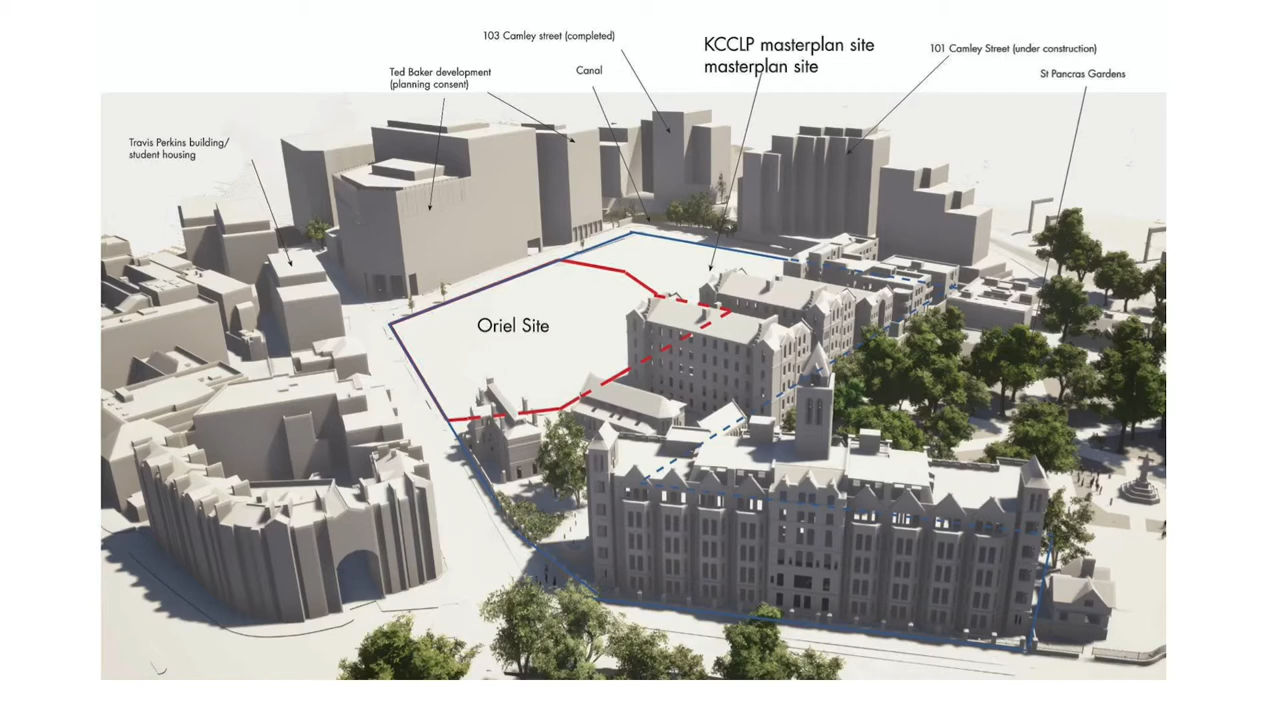 103 Camley street (completed)
KCCLP masterplan site
masterplan site
101 Camley Street (under construction)
Ted Baker development
(planning consent)
Canal
St Pancras Gardens
Travis Perkins building/
student housing
Oriel Site